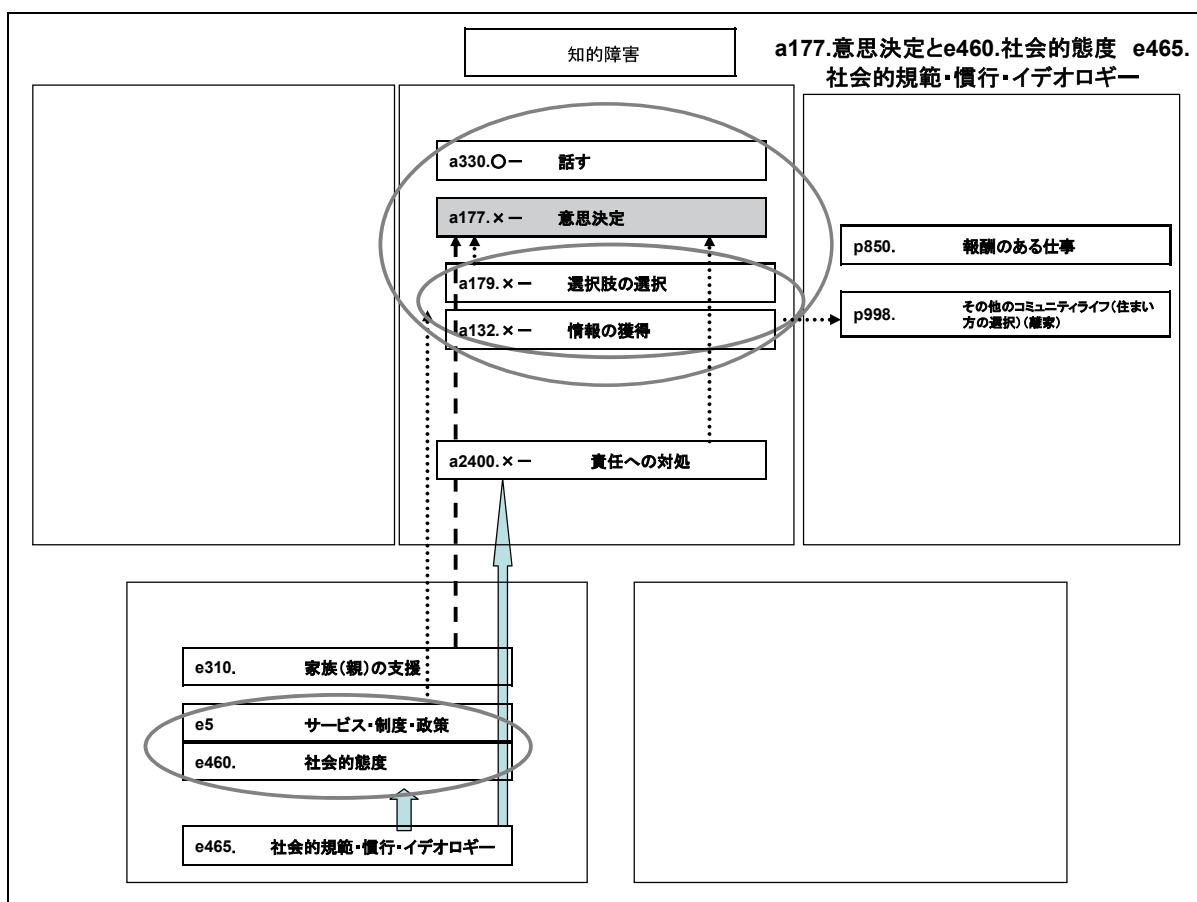 知的障害
a177.意思決定とe460.社会的態度 e465.
社会的規範・慣行・イデオロギー
a330.〇－ 話す
a177.×－ 意思決定
a179.×－ 選択肢の選択
a132.×－ 情報の獲得
a2400.×－ 責任への対処
p850. 報酬のある仕事
p998. その他のコミュニティライフ(住まい
方の選択)(離家)
e310. 家族(親)の支援
e5 サービス・制度・政策
e460. 社会的態度
e465. 社会的規範・慣行・イデオロギー